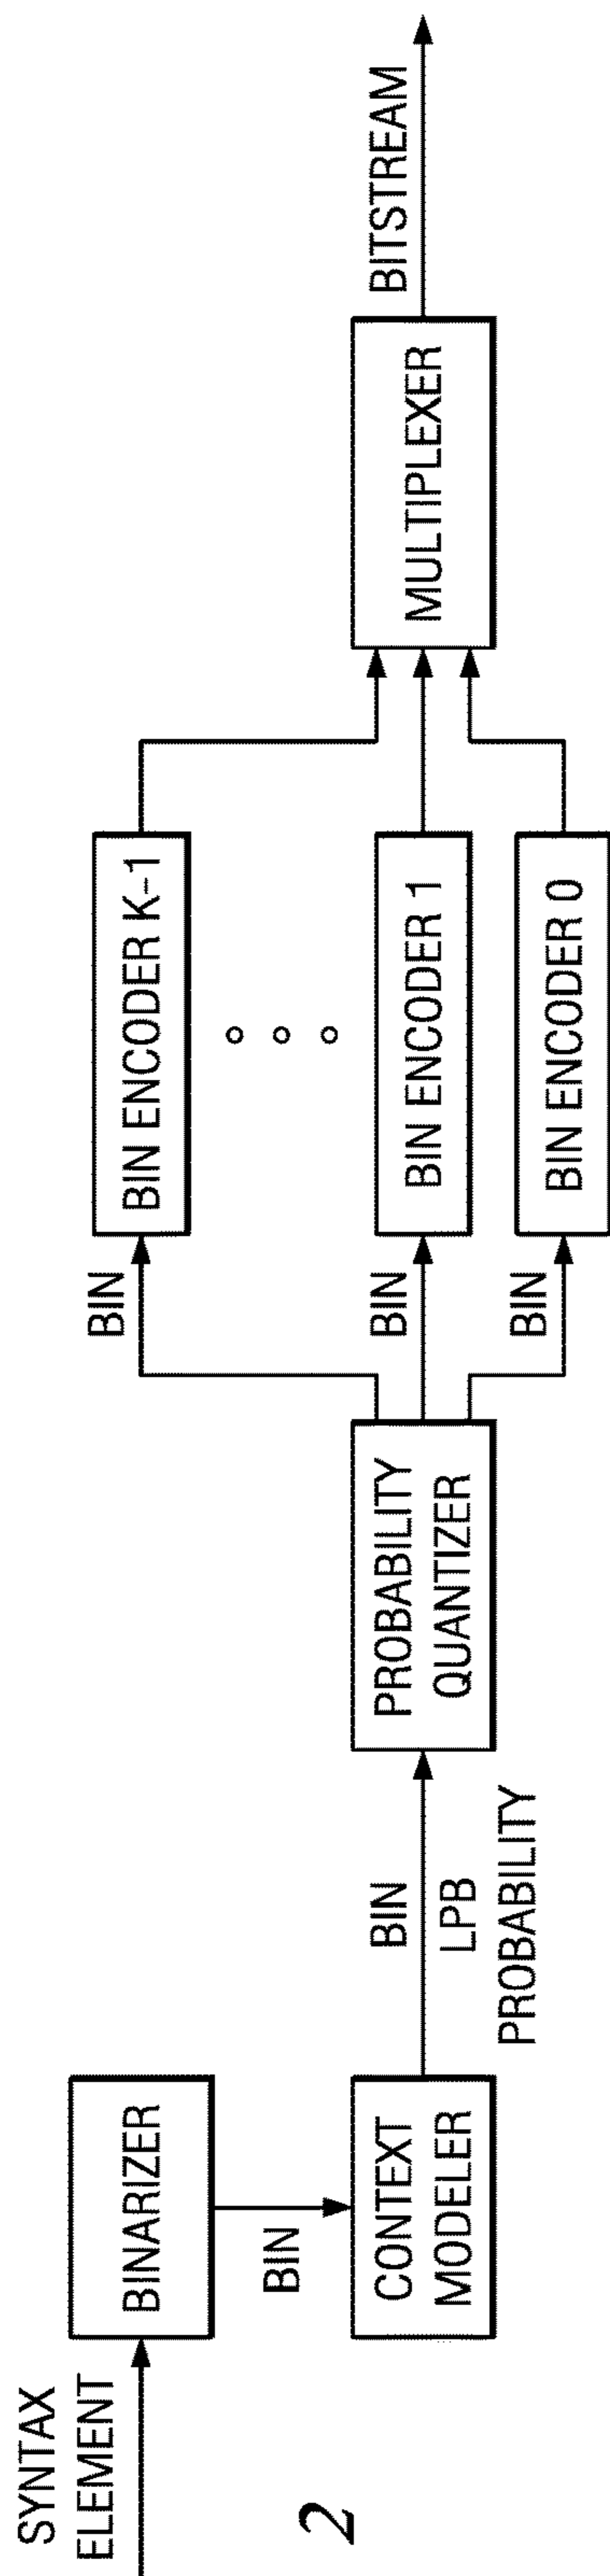 SYNTAX
ELEMENT
BINARIZER
BIN
CONTEXT
MODELER
BIN
LPB
PROBABILITY
PROBABILITY
QUANTIZER
BIN
BIN
BIN
BIN ENCODER K-1
BIN ENCODER 1
BIN ENCODER 0
MULTIPLEXER
BITSTREAM
2